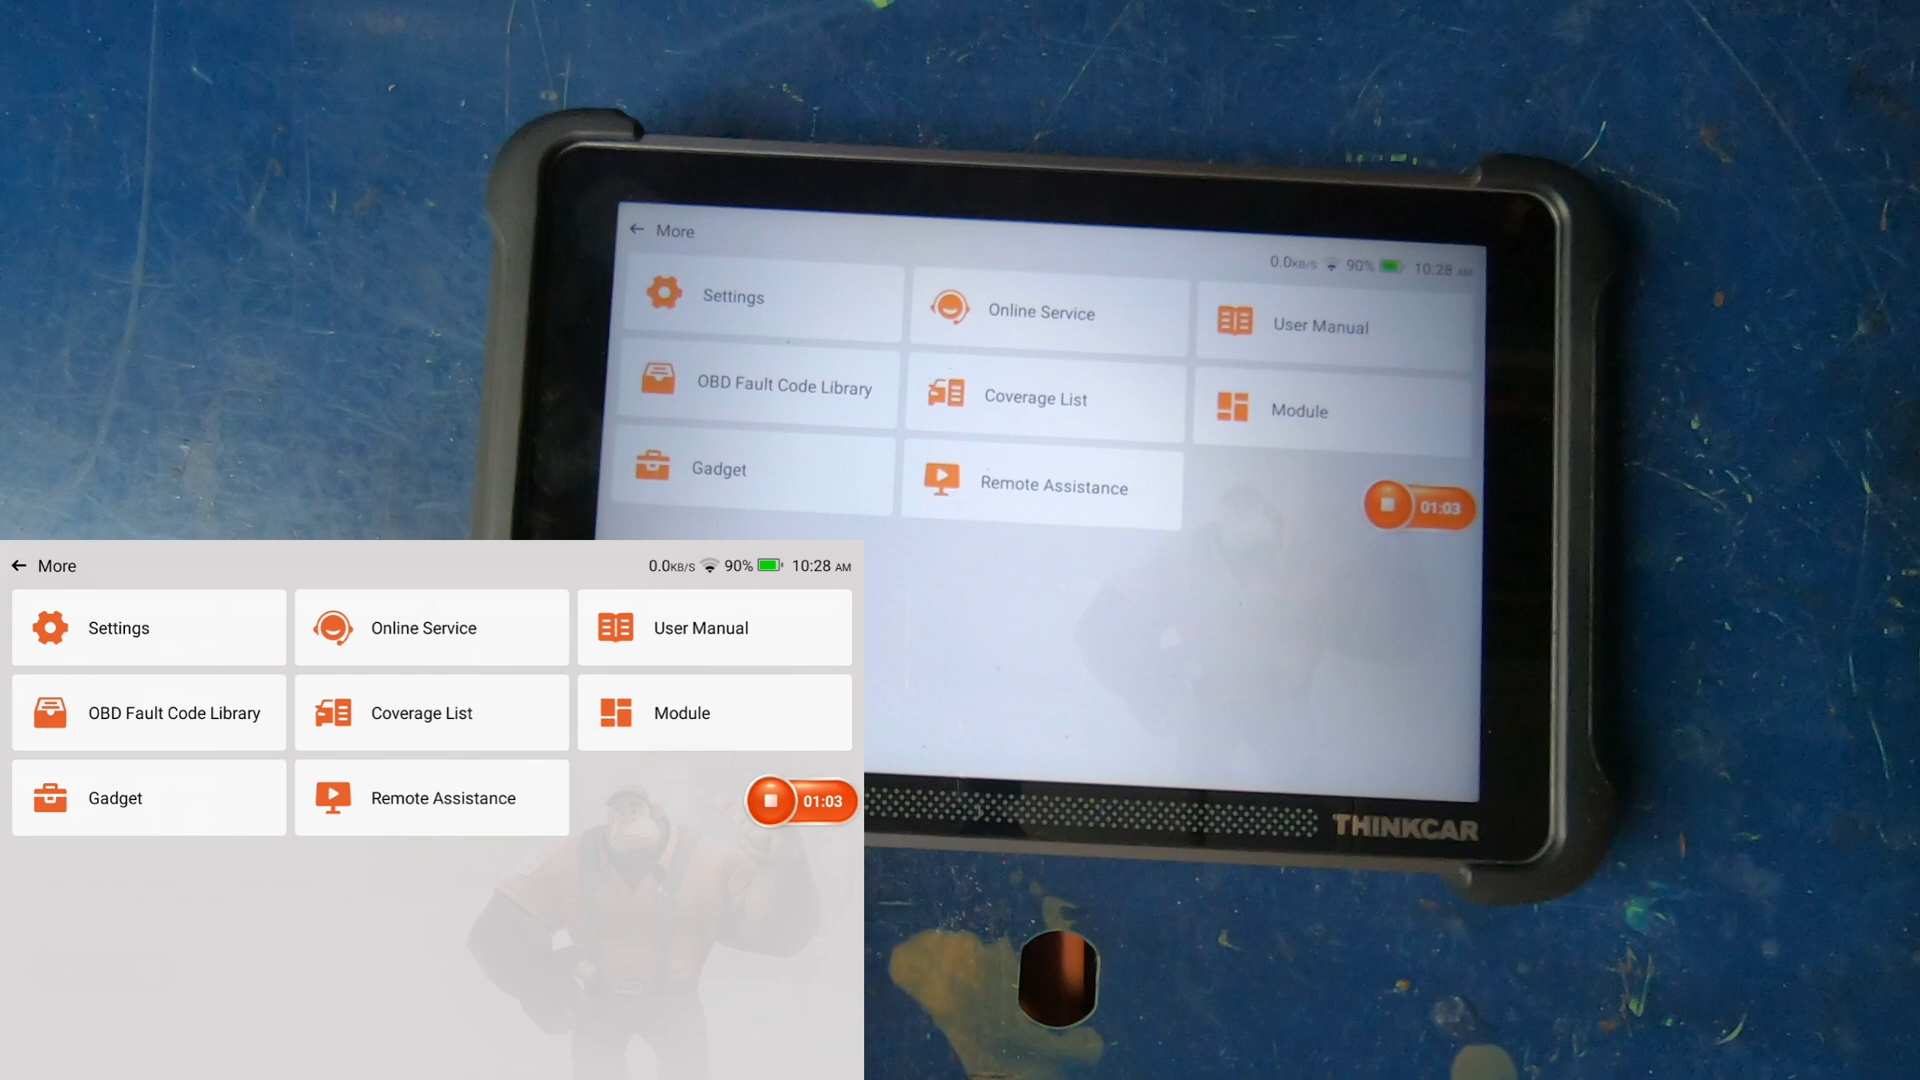 ← More
0.0KB/S 90% 10:28 AM
Settings
Online Service
User Manual
OBD Fault Code Library
Coverage List
Module
Gadget
Remote Assistance
01:03
THINKCAR
← More
0.0KB/S 90% 10:28 AM
Settings
Online Service
User Manual
OBD Fault Code Library
Coverage List
Module
Gadget
Remote Assistance
01:03